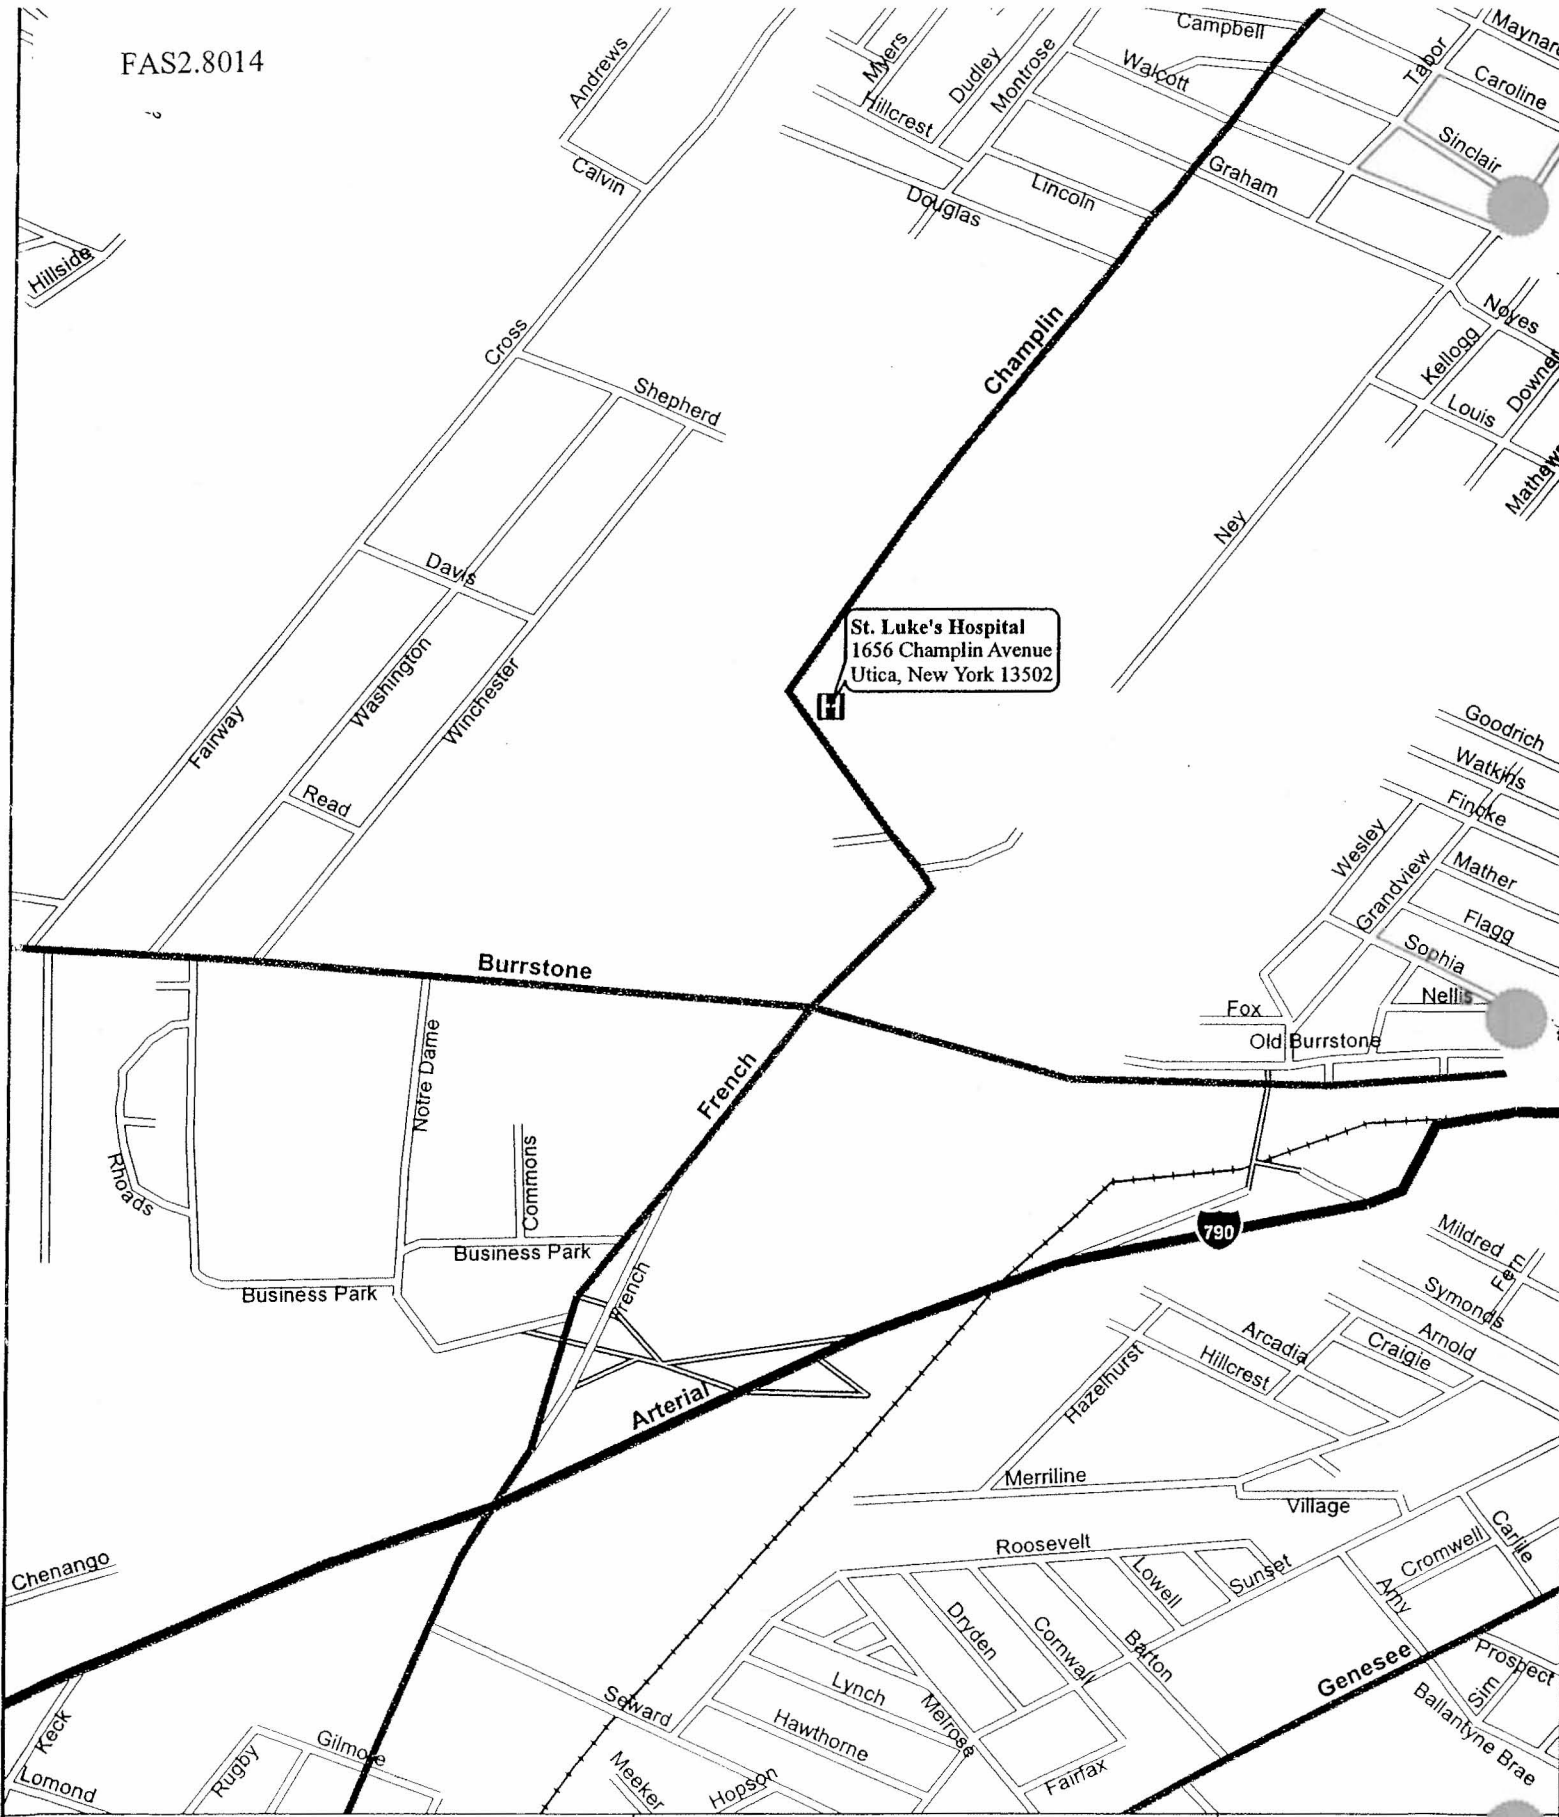 FAS2.8014
Andrews
Myers
Dudley
Montrose
Campbell
Walcott
Tabor
Maynard
Caroline
Hillcrest
Sinclair
Calvin
Lincoln
Graham
Douglas
Hillside
Cross
Champlin
Noyes
Kellogg
Downer
Shepherd
Louis
Mathews
Ney
Davis
St. Luke's Hospital
1656 Champlin Avenue
Utica, New York 13502
H
Washington
Winchester
Fairway
Goodrich
Watkins
Fincke
Read
Wesley
Grandview
Mather
Flagg
Sophia
Burrstone
Nellis
Fox
Old Burrstone
Notre Dame
French
Commons
Rhoads
790
Business Park
Business Park
French
Mildred
Fern
Symonds
Arnold
Arcadia
Craigie
Hillcrest
Hazelhurst
Arterial
Merriline
Village
Roosevelt
Carlile
Cromwell
Chenango
Lowell
Sunset
Amy
Dryden
Cornwall
Barton
Genesee
Prospect
Sim
Ballantyne Brae
Lynch
Melrose
Seward
Hawthorne
Keck
Gilmore
Rugby
Lomond
Meeker
Hopson
Fairfax